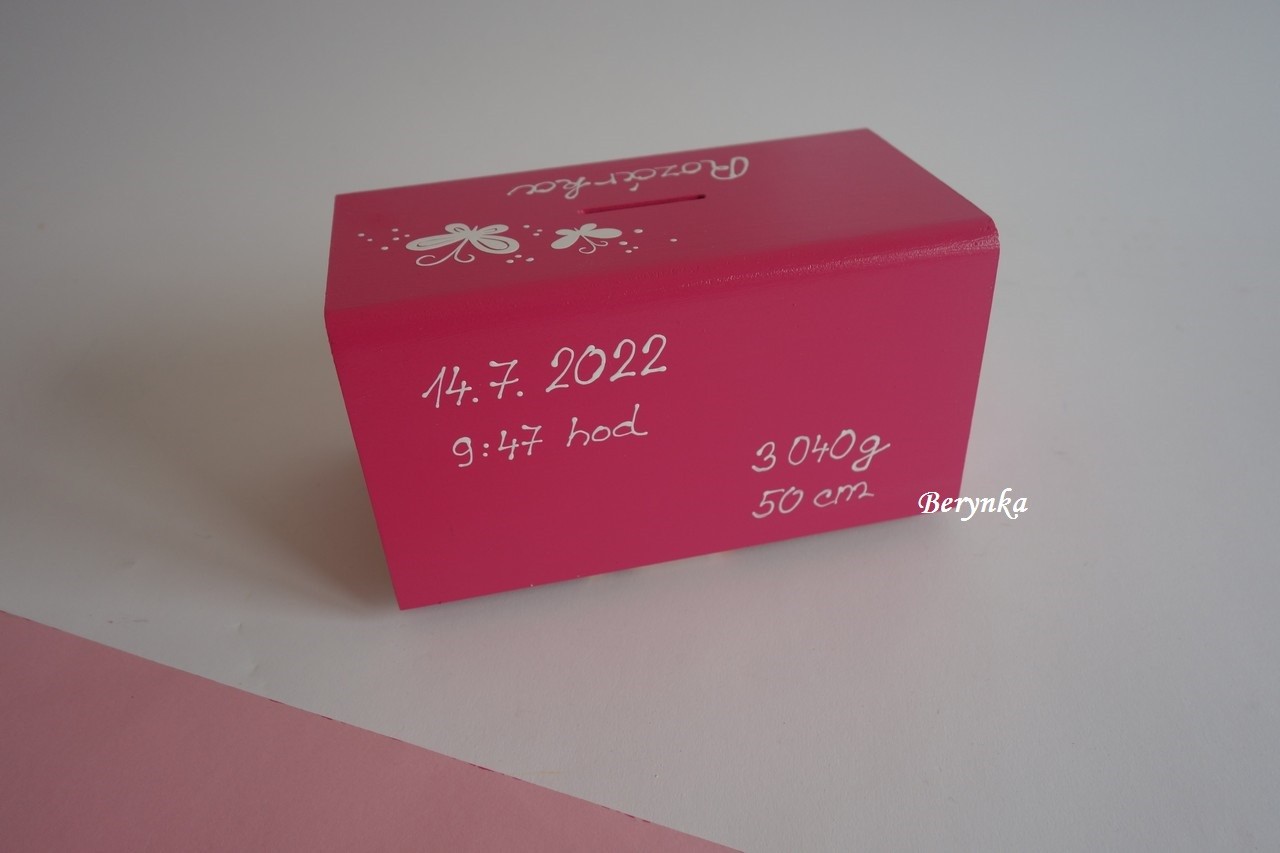 Rozárka
14.7. 2022
9:47 hod
3 040g
50 cm
Berynka